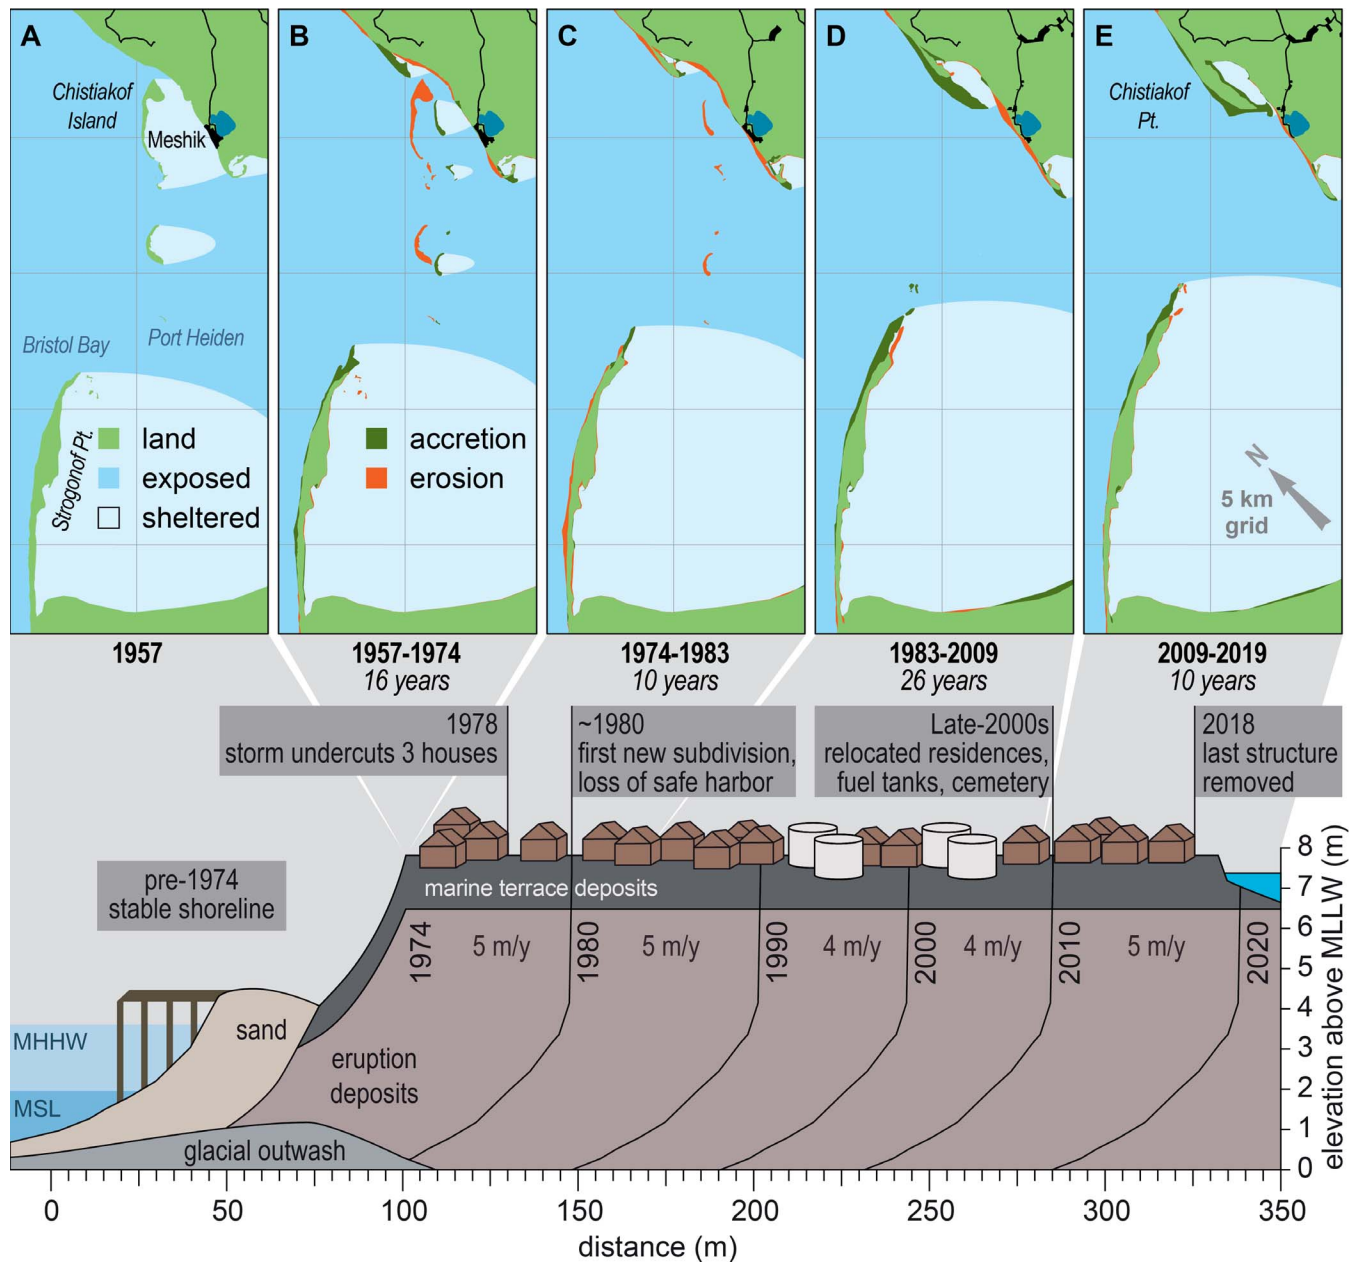 A
B
C
D
E
Chistiakof
Island
Meshik
Chistiakof
Pt.
Bristol Bay
Port Heiden
Strogonof Pt.
land
exposed
sheltered
accretion
erosion
N
5 km
grid
1957
1957-1974
16 years
1974-1983
10 years
1983-2009
26 years
2009-2019
10 years
1978
storm undercuts 3 houses
~1980
first new subdivision,
loss of safe harbor
Late-2000s
relocated residences,
fuel tanks, cemetery
2018
last structure
removed
pre-1974
stable shoreline
marine terrace deposits
1974
5 m/y
1980
5 m/y
1990
4 m/y
2000
4 m/y
2010
5 m/y
2020
MHHW
MSL
sand
eruption
deposits
glacial outwash
8
7
6
5
4
3
2
1
0
elevation above MLLW (m)
0
50
100
150
200
250
300
350
distance (m)